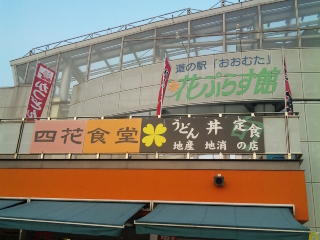 道の駅「おおむた」
花ぷらす館
四花食堂
うどん 丼 定食
地産 地消 の店